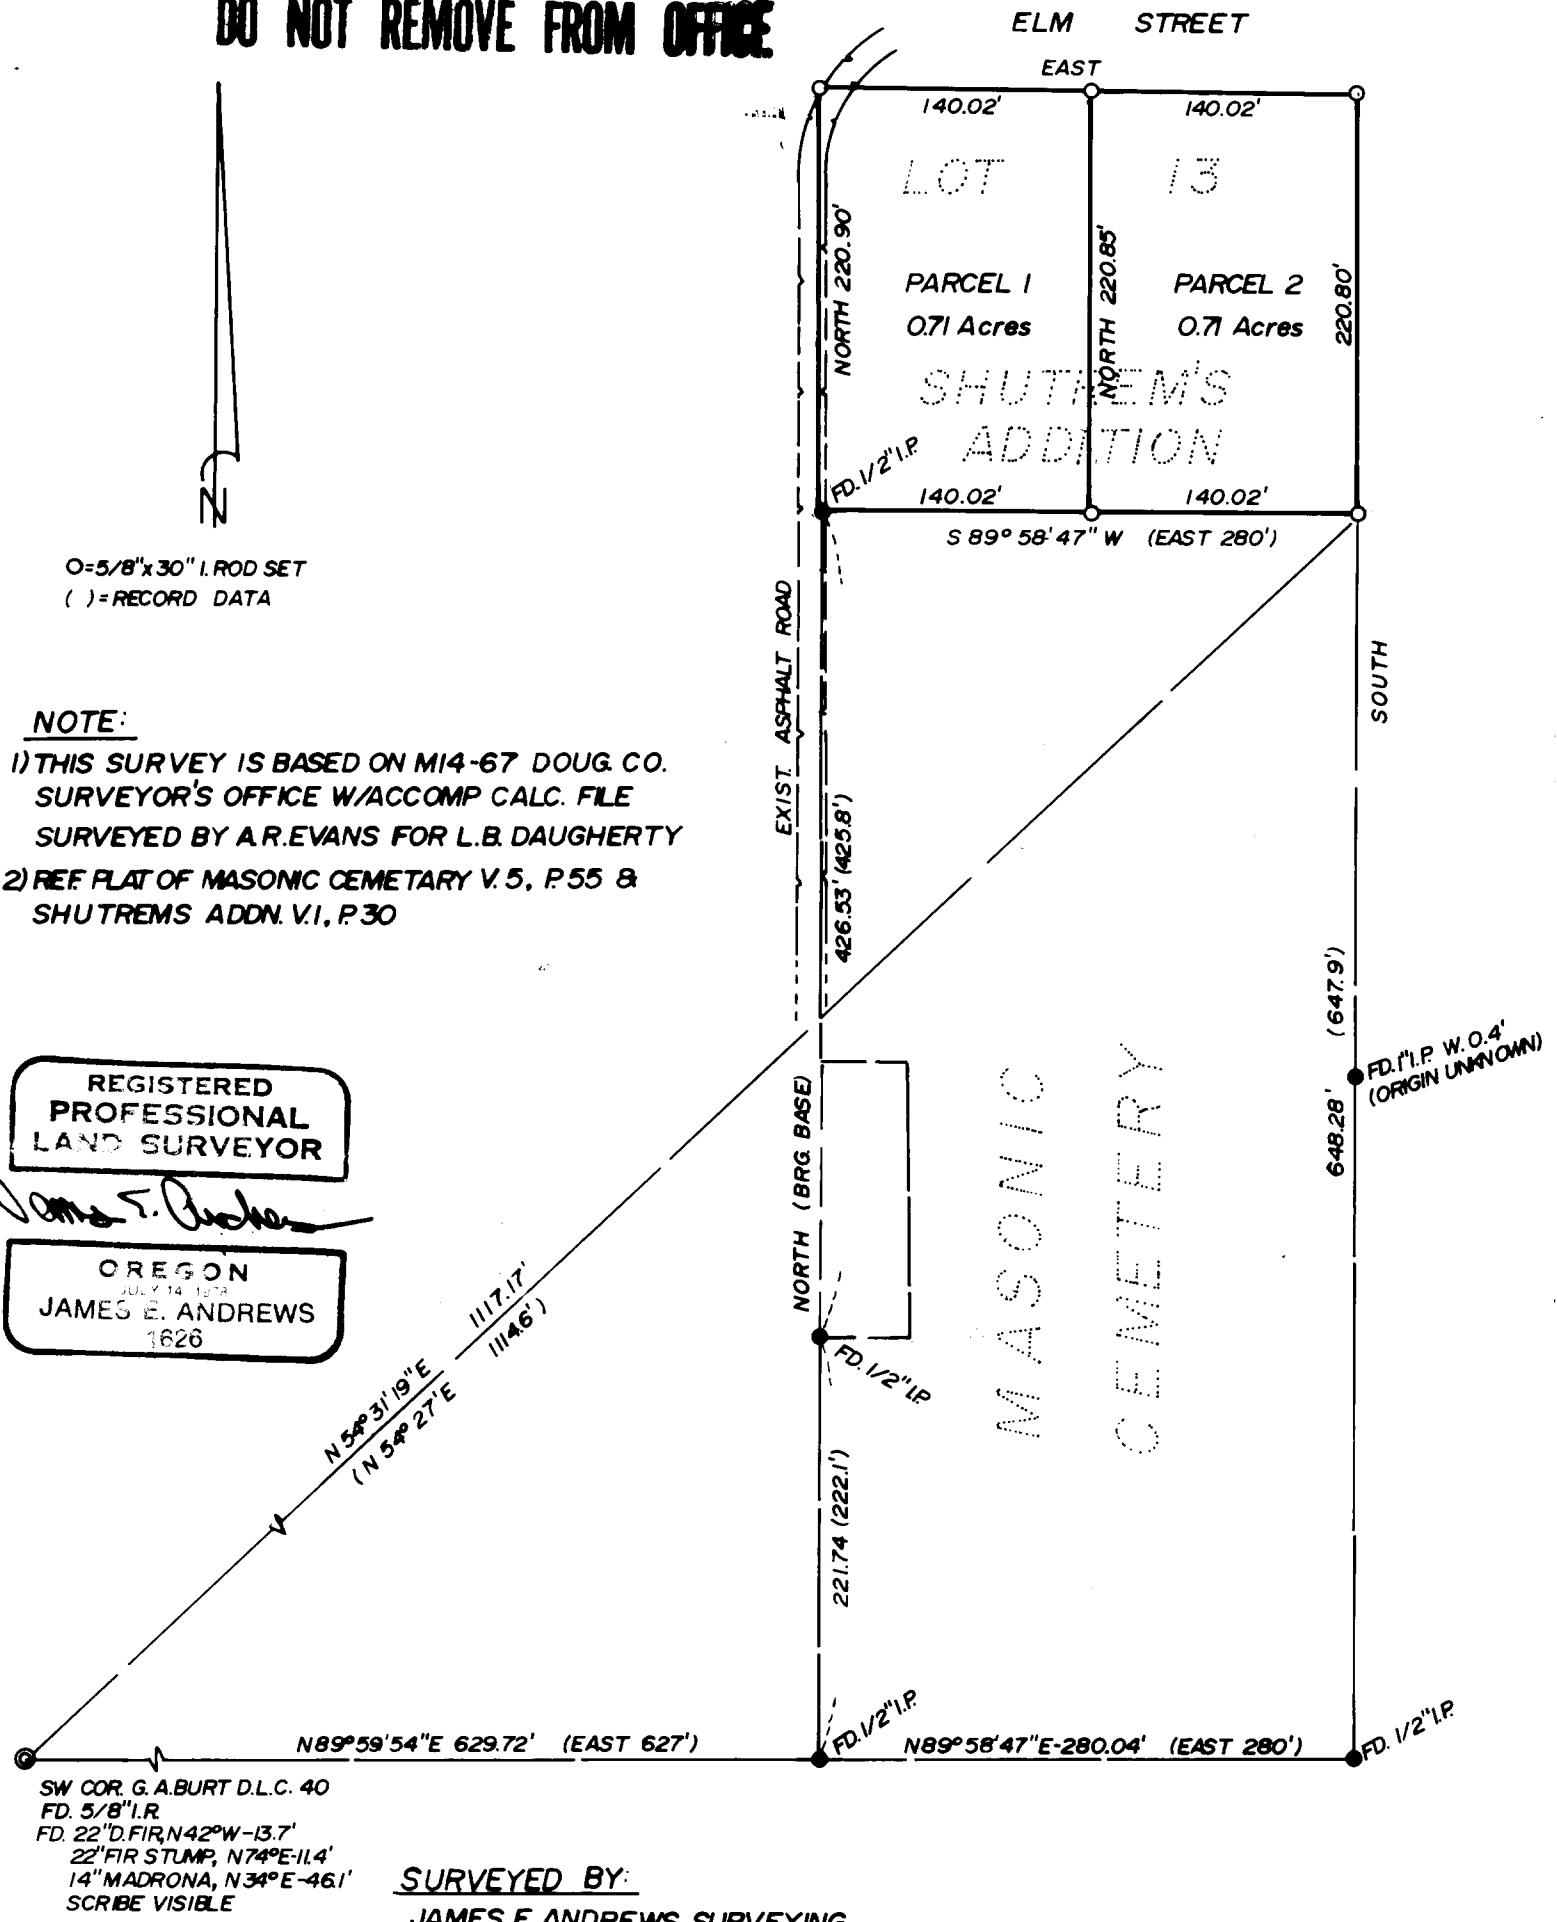 DO NOT REMOVE FROM OFFICE
ELM STREET
EAST
140.02'
140.02'
LOT 13
NORTH 220.90'
NORTH 220.85'
220.80'
PARCEL 1
0.71 Acres
PARCEL 2
0.71 Acres
SHUTREM'S
ADDITION
FD. 1/2" I.P.
140.02'
140.02'
S 89° 58' 47" W (EAST 280')
N
O=5/8"x30" I. ROD SET
( )=RECORD DATA
EXIST. ASPHALT ROAD
SOUTH
NOTE:
1) THIS SURVEY IS BASED ON M14-67 DOUG. CO.
SURVEYOR'S OFFICE W/ACCOMP CALC. FILE
SURVEYED BY A.R.EVANS FOR L.B. DAUGHERTY
2) REF. PLAT OF MASONIC CEMETARY V. 5, P. 55 &
SHUTREMS ADDN. V.1, P. 30
426.53' (425.8')
648.28' (647.9')
FD. 1" I.P. W. 0.4'
(ORIGIN UNKNOWN)
MASONIC
CEMETERY
NORTH (BRG. BASE)
REGISTERED
PROFESSIONAL
LAND SURVEYOR
James E. Andrews
OREGON
JULY 14, 1978
JAMES E. ANDREWS
1626
1117.17'
1114.6')
N 54° 31' 19" E
(N 54° 27' E
FD. 1/2" I.P.
221.74 (222.1')
FD. 1/2" I.P.
FD. 1/2" I.P.
N89°59'54"E 629.72' (EAST 627')
N89°58'47"E-280.04' (EAST 280')
SW COR. G. A. BURT D.L.C. 40
FD. 5/8" I.R.
FD. 22" D. FIR, N42°W-13.7'
22" FIR STUMP, N74°E-11.4'
14" MADRONA, N34°E-46.1'
SCRIBE VISIBLE
SURVEYED BY:
JAMES E. ANDREWS SURVEYING